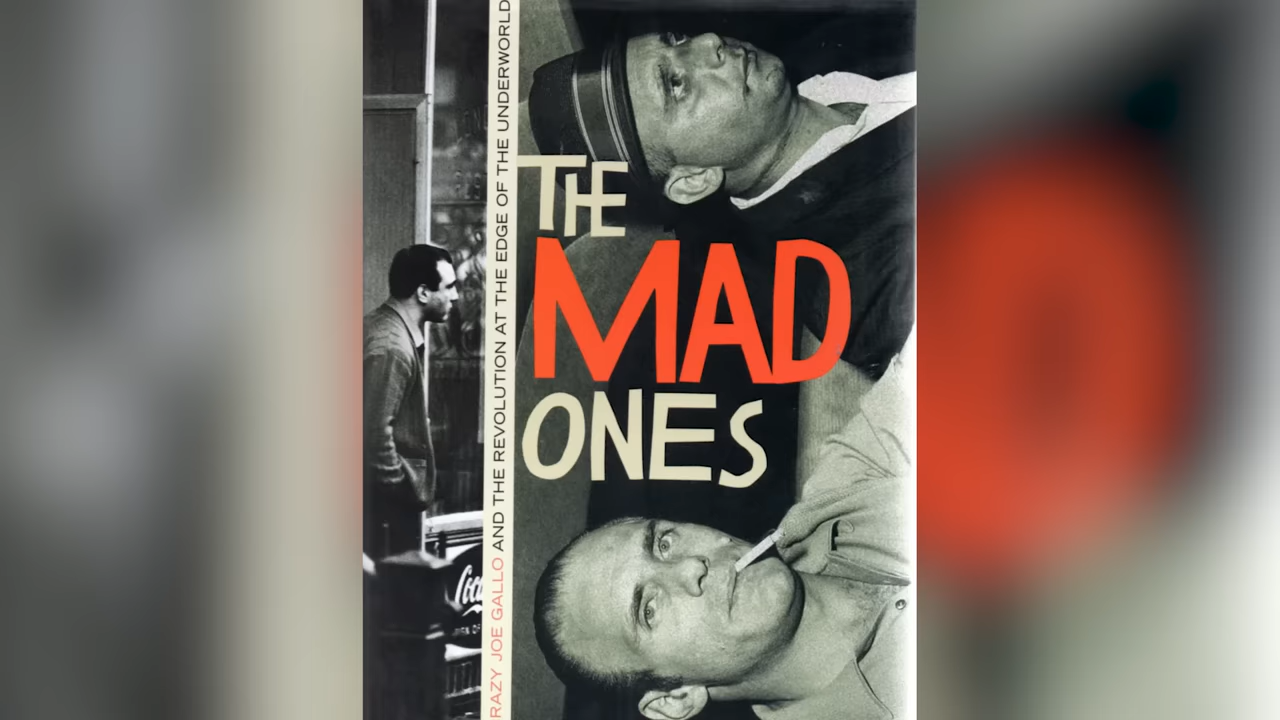 THE
MAD
ONES
RAZY JOE GALLO AND THE REVOLUTION AT THE EDGE OF THE UNDERWORLD